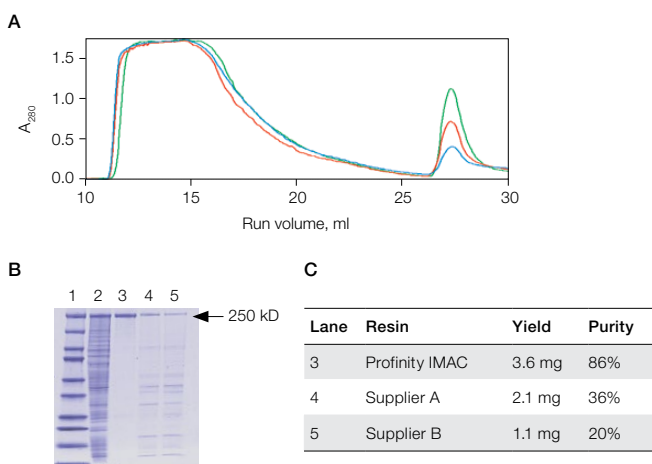 A
1.5
1.0
0.5
0.0
A280
10 15 20 25 30
Run volume, ml
B
1 2 3 4 5
250 kD
C
Lane Resin Yield Purity
3 Profinity IMAC 3.6 mg 86%
4 Supplier A 2.1 mg 36%
5 Supplier B 1.1 mg 20%